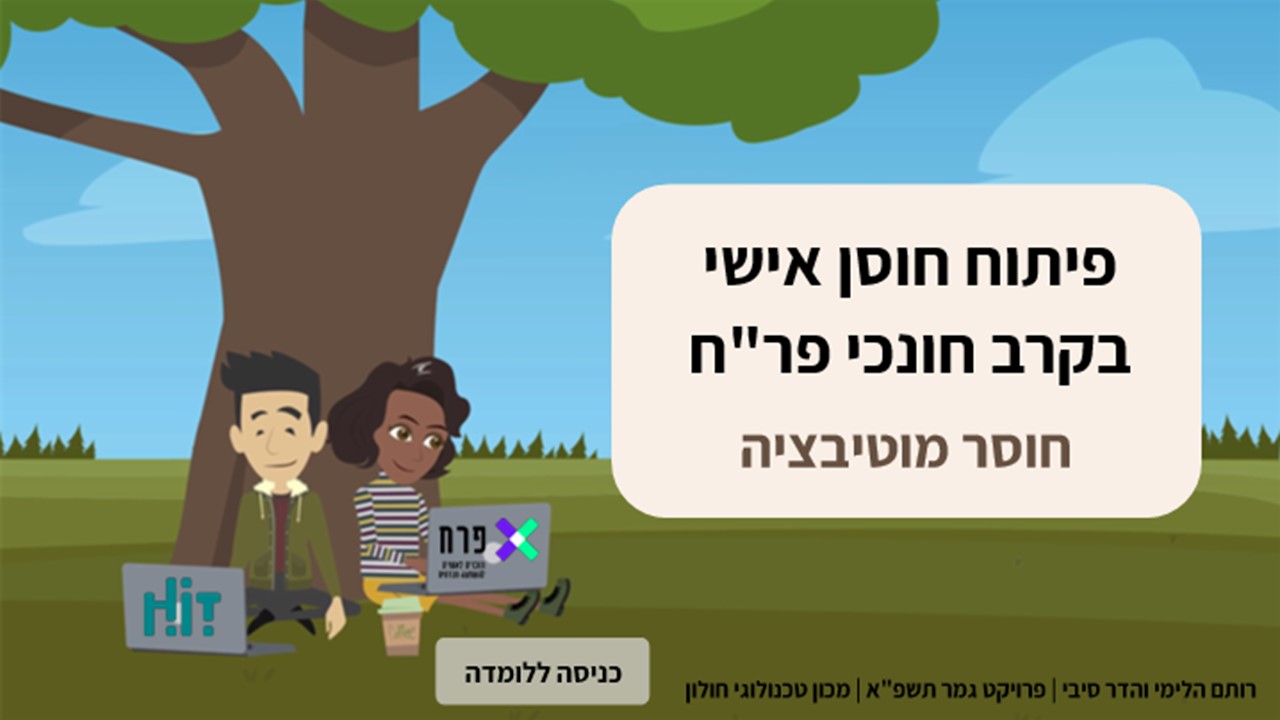 פיתוח חוסן אישי
בקרב חונכי פר"ח
חוסר מוטיבציה
פרח
HiT
כניסה ללומדה
רותם הלימי והדר סיבי | פרויקט גמר תשפ"א | מכון טכנולוגי חולון